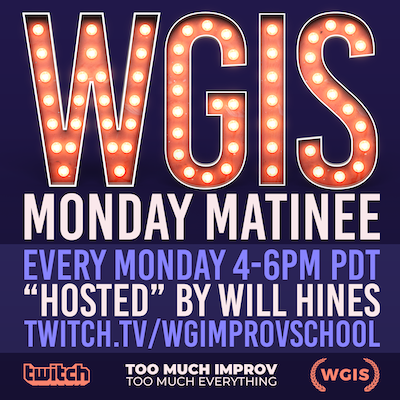 WGIS
MONDAY MATINEE
EVERY MONDAY 4-6PM PDT
“HOSTED” BY WILL HINES
TWITCH.TV/WGIMPROVSCHOOL
twitch
TOO MUCH IMPROV
TOO MUCH EVERYTHING
WGIS